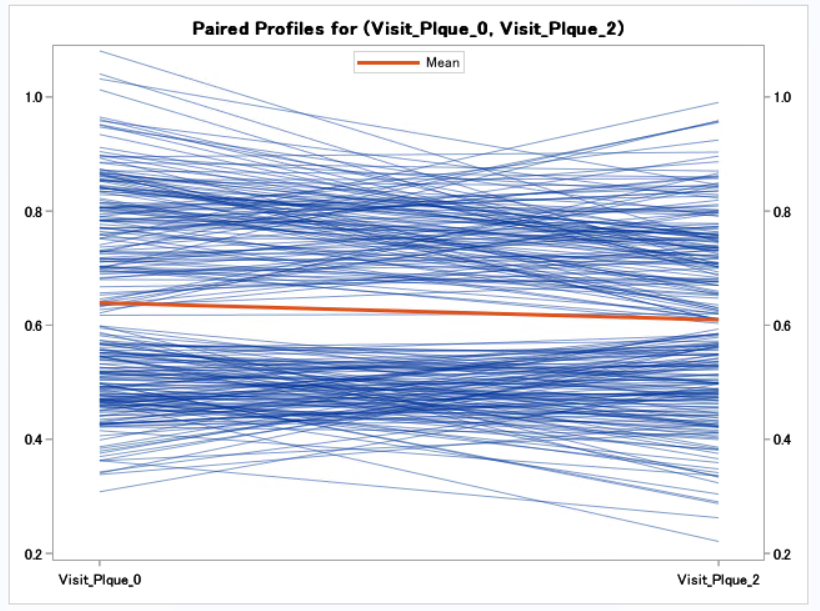 Paired Profiles for (Visit_Plque_0, Visit_Plque_2)
Mean
1.0
1.0
0.8
0.8
0.6
0.6
0.4
0.4
0.2
0.2
Visit_Plque_0
Visit_Plque_2